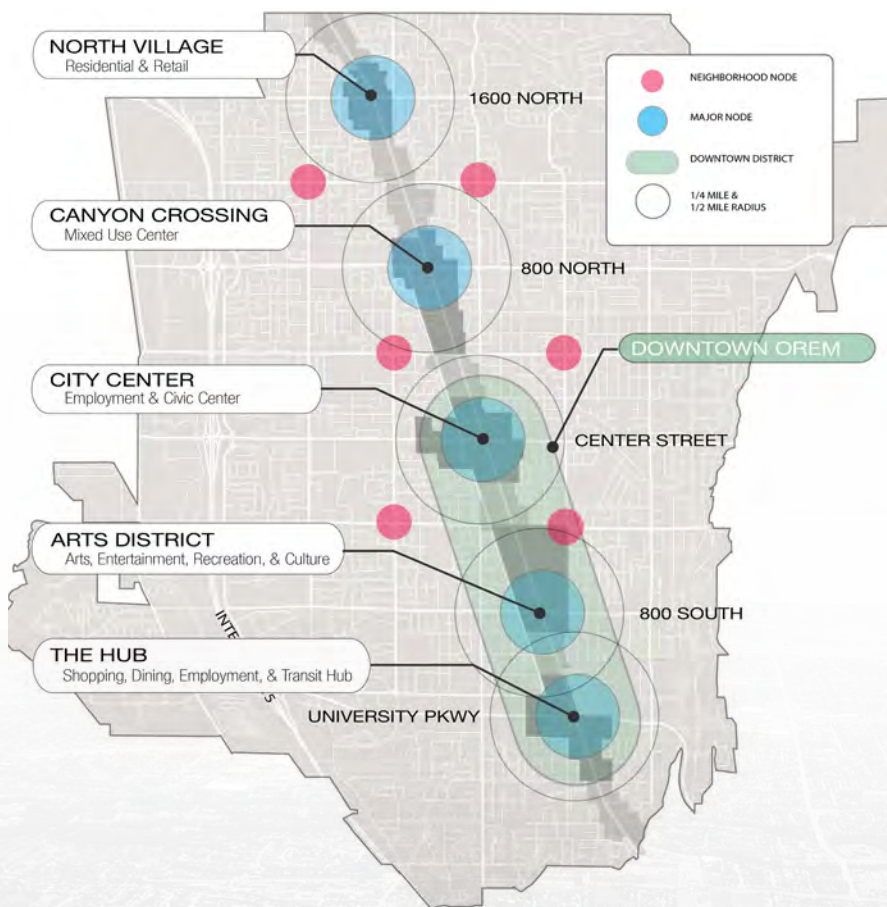 NORTH VILLAGE
Residential & Retail
1600 NORTH
NEIGHBORHOOD NODE
MAJOR NODE
DOWNTOWN DISTRICT
1/4 MILE &
1/2 MILE RADIUS
CANYON CROSSING
Mixed Use Center
800 NORTH
DOWNTOWN OREM
CITY CENTER
Employment & Civic Center
CENTER STREET
ARTS DISTRICT
Arts, Entertainment, Recreation, & Culture
800 SOUTH
THE HUB
Shopping, Dining, Employment, & Transit Hub
UNIVERSITY PKWY